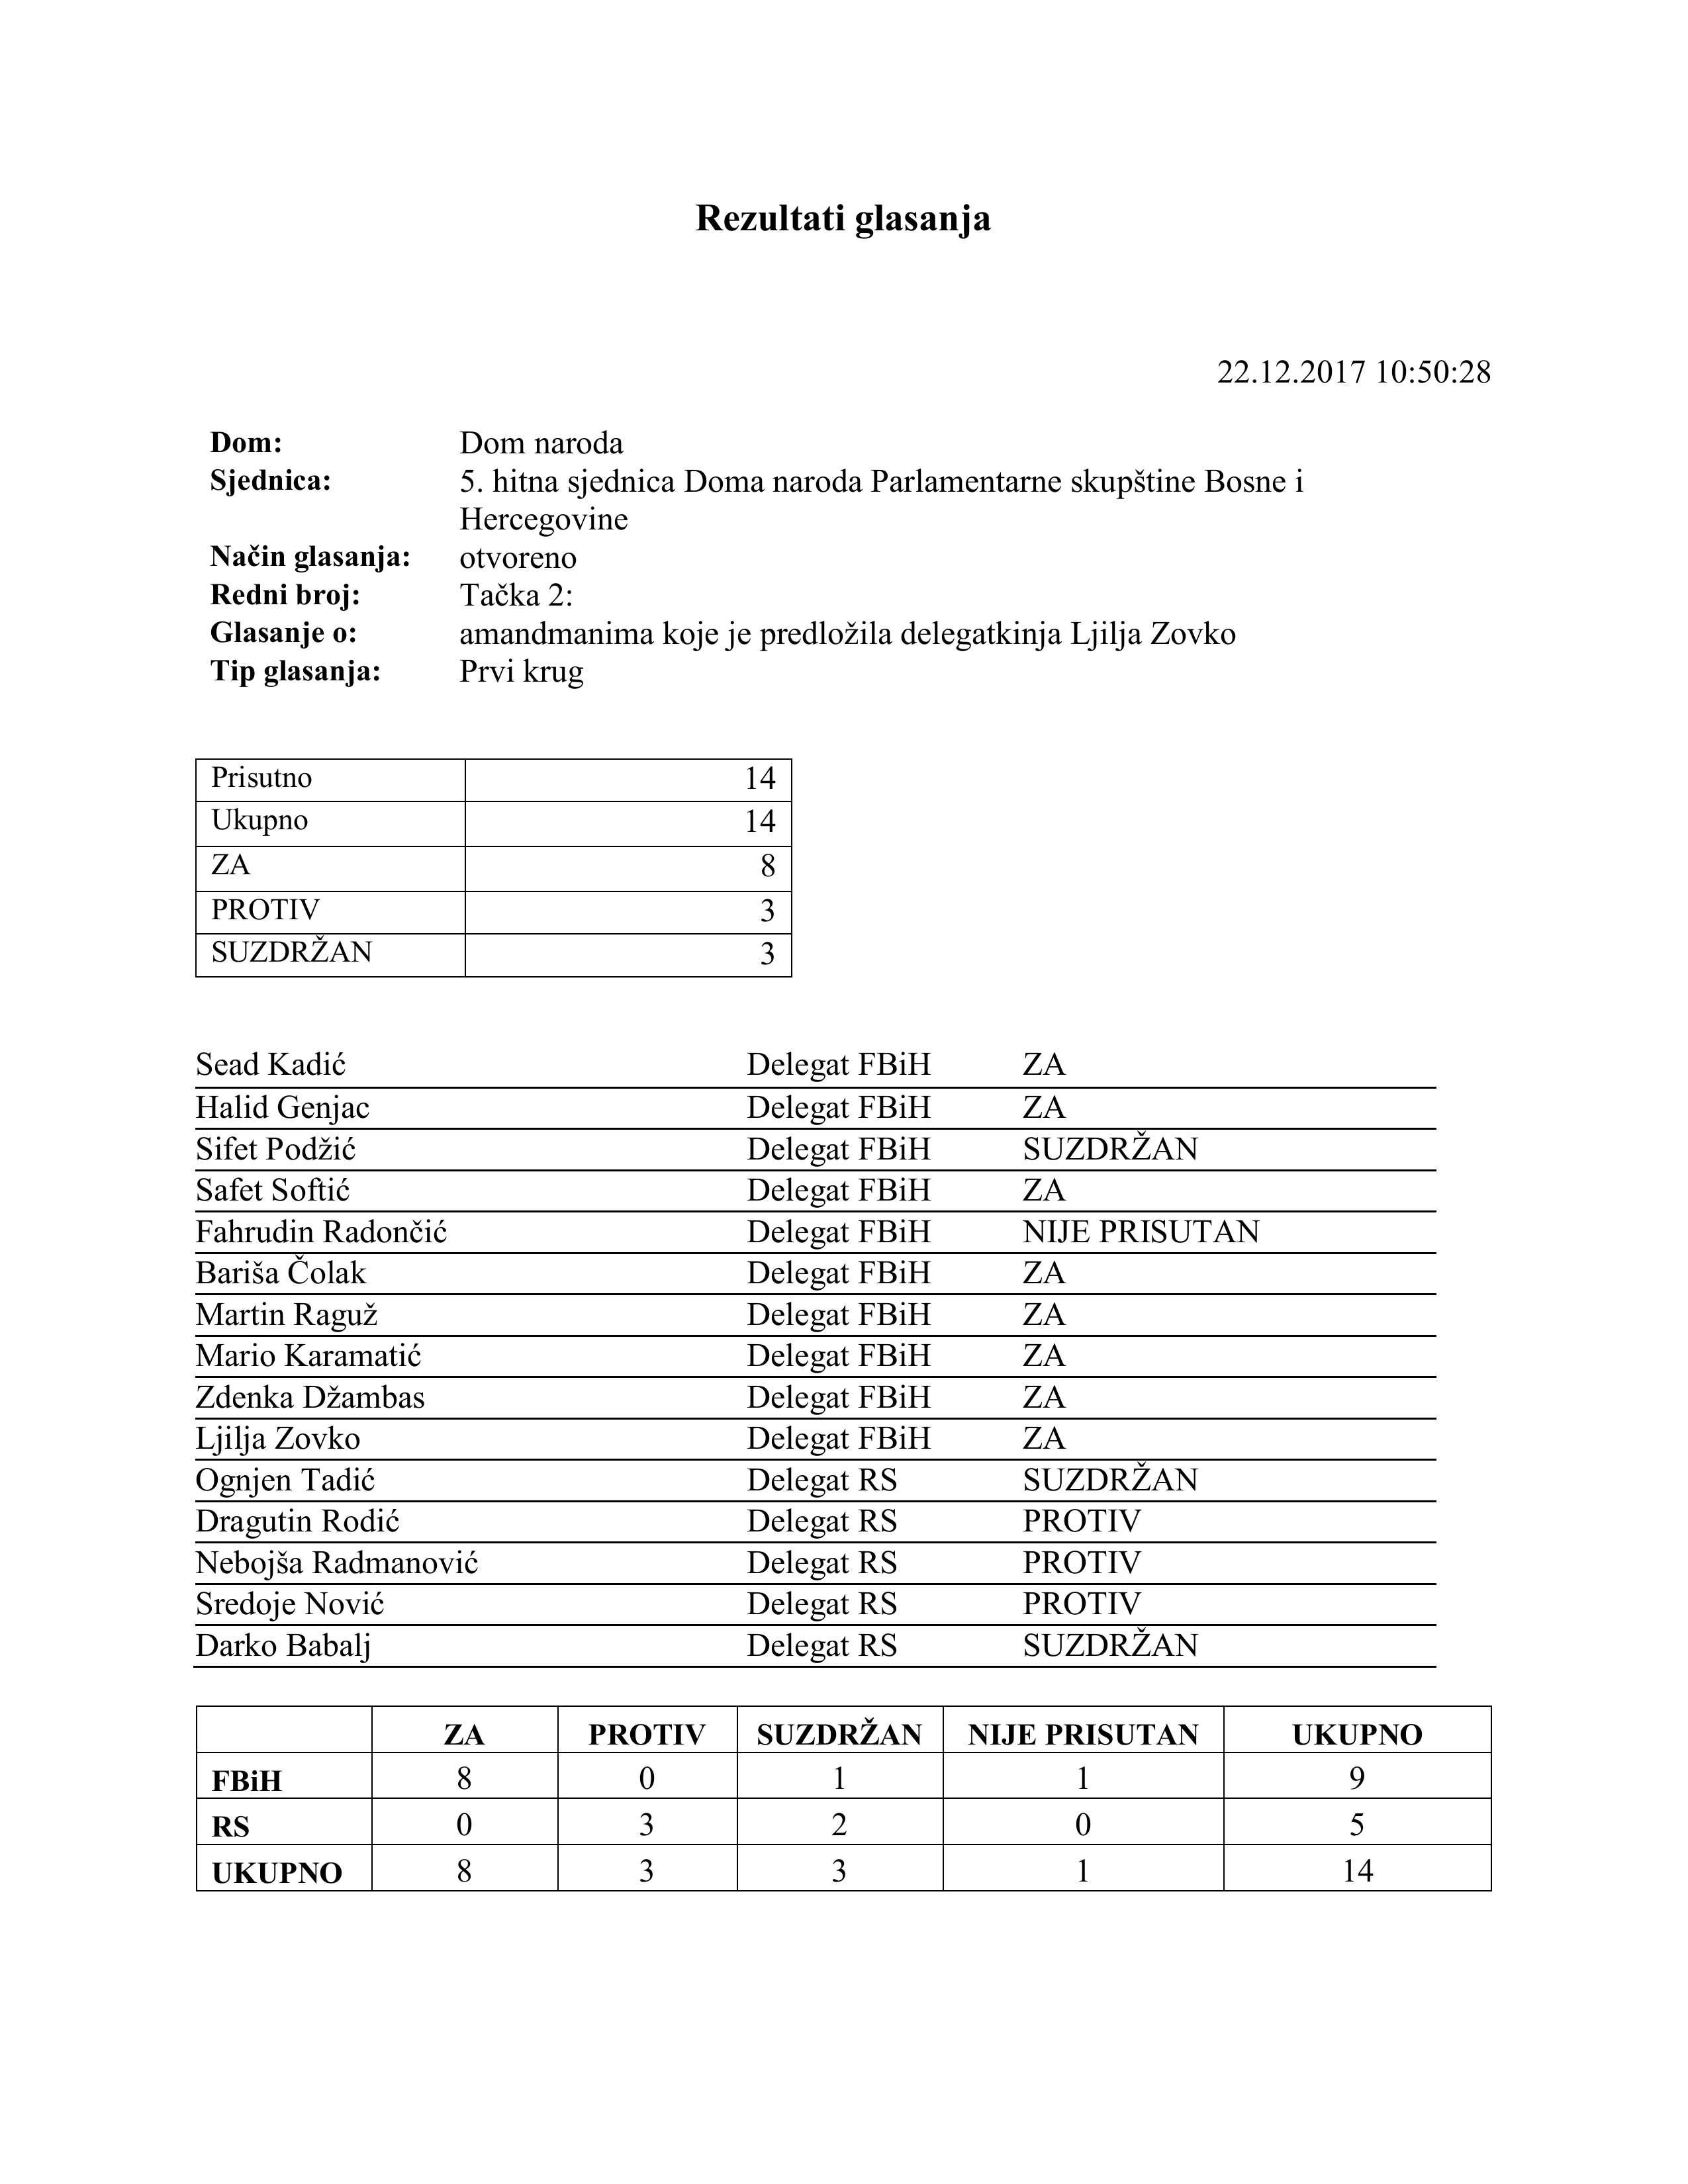 Rezultati glasanja
22.12.2017 10:50:28
Dom: Dom naroda
Sjednica: 5. hitna sjednica Doma naroda Parlamentarne skupštine Bosne i
Hercegovine
Način glasanja: otvoreno
Redni broj: Tačka 2:
Glasanje o: amandmanima koje je predložila delegatkinja Ljilja Zovko
Tip glasanja: Prvi krug
Prisutno 14
Ukupno 14
ZA 8
PROTIV 3
SUZDRŽAN 3
Sead Kadić Delegat FBiH ZA
Halid Genjac Delegat FBiH ZA
Sifet Podžić Delegat FBiH SUZDRŽAN
Safet Softić Delegat FBiH ZA
Fahrudin Radončić Delegat FBiH NIJE PRISUTAN
Bariša Čolak Delegat FBiH ZA
Martin Raguž Delegat FBiH ZA
Mario Karamatić Delegat FBiH ZA
Zdenka Džambas Delegat FBiH ZA
Ljilja Zovko Delegat FBiH ZA
Ognjen Tadić Delegat RS SUZDRŽAN
Dragutin Rodić Delegat RS PROTIV
Nebojša Radmanović Delegat RS PROTIV
Sredoje Nović Delegat RS PROTIV
Darko Babalj Delegat RS SUZDRŽAN
ZA PROTIV SUZDRŽAN NIJE PRISUTAN UKUPNO
FBiH 8 0 1 1 9
RS 0 3 2 0 5
UKUPNO 8 3 3 1 14